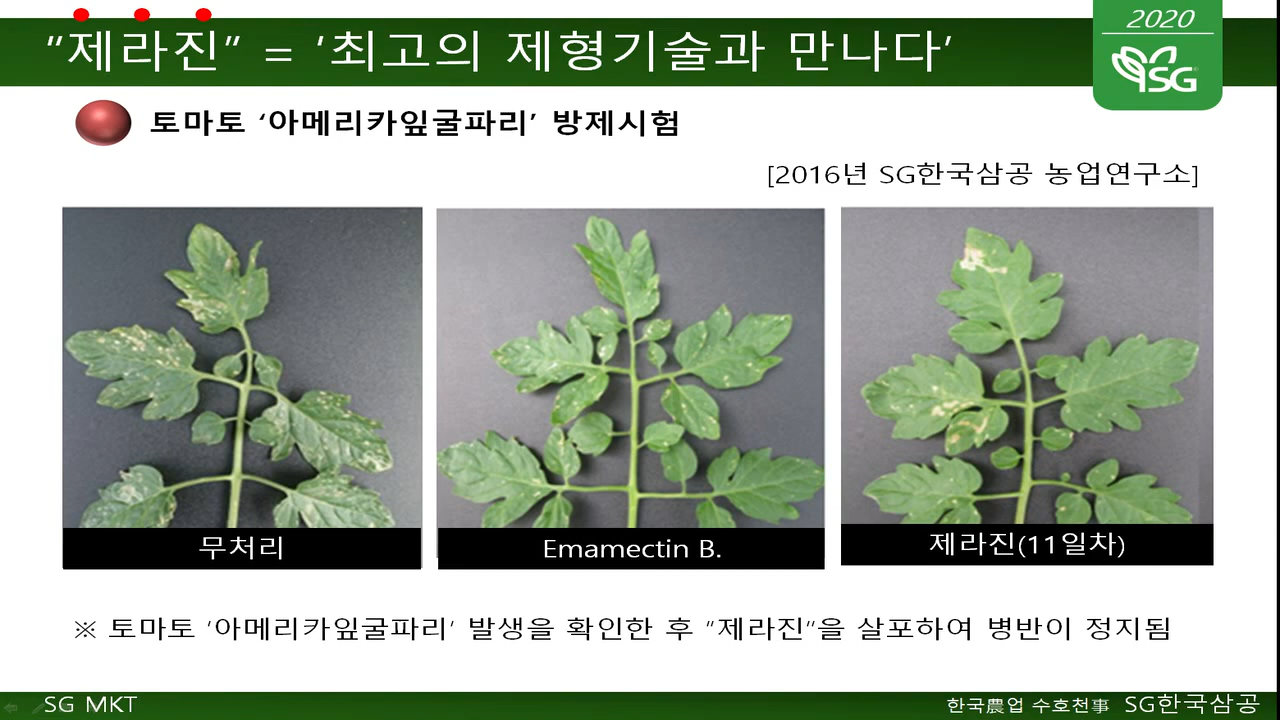 2020
"제라진" = '최고의 제형기술과 만나다'
SG
토마토 '아메리카잎굴파리' 방제시험
[2016년 SG한국삼공 농업연구소]
무처리
Emamectin B.
제라진(11일차)
※ 토마토 '아메리카잎굴파리' 발생을 확인한 후 "제라진"을 살포하여 병반이 정지됨
SG MKT
한국農업 수호천事 SG한국삼공